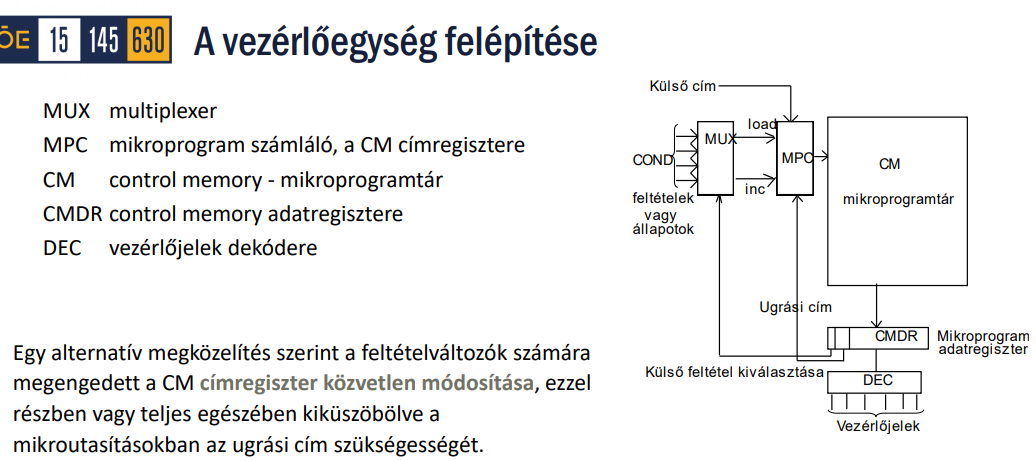 ŌE 15 145 630 A vezérlőegység felépítése
MUX multiplexer
MPC mikroprogram számláló, a CM címregisztere
CM control memory - mikroprogramtár
CMDR control memory adatregisztere
DEC vezérlőjelek dekódere
Egy alternatív megközelítés szerint a feltételváltozók számára
megengedett a CM címregiszter közvetlen módosítása, ezzel
részben vagy teljes egészében kiküszöbölve a
mikroutasításokban az ugrási cím szükségességét.
Külső cím
load
MUX
MPC
CM
COND
inc
mikroprogramtár
feltételek
vagy
állapotok
Ugrási cím
CMDR
Mikroprogram
adatregiszter
Külső feltétel kiválasztása
DEC
Vezérlőjelek